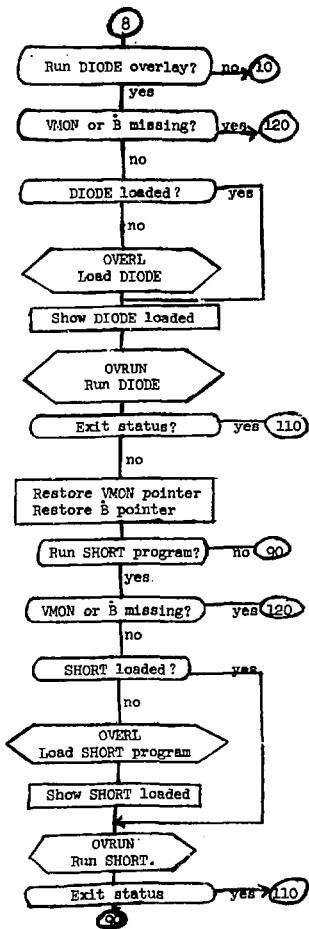 8
Run DIODE overlay? no 10
yes
VMON or Ḃ missing? yes 120
no
DIODE loaded? yes
no
OVERL
Load DIODE
Show DIODE loaded
OVRUN
Run DIODE
Exit status? yes 110
no
Restore VMON pointer
Restore Ḃ pointer
Run SHORT program? no 90
yes.
VMON or Ḃ missing? yes 120
no
SHORT loaded? yes
no
OVERL
Load SHORT program
Show SHORT loaded
OVRUN
Run SHORT.
Exit status yes 110
90